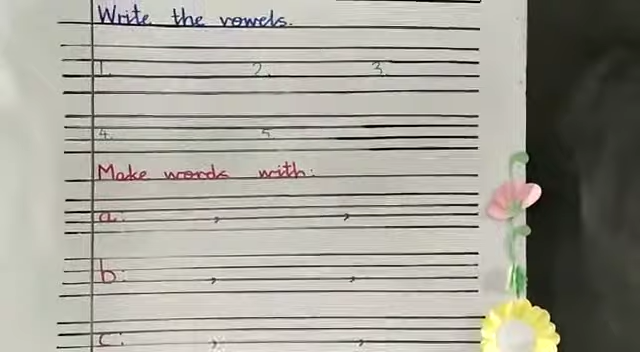 Write the vowels.
1. 2. 3.
4. 5
Make words with:
a: , ,
b: , ,
c: , ,